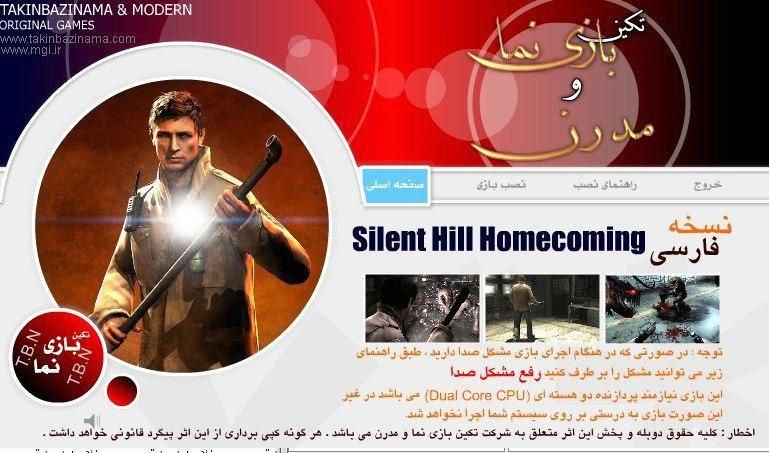 TAKINBAZINAMA & MODERN
ORIGINAL GAMES
www.takinbazinama.com
www.mgi.ir
تکین
بازی نما
و
مدرن
صفحه اصلی
نصب بازی
راهنمای نصب
خروج
نسخه
فارسی
Silent Hill Homecoming
توجه : در صورتی که در هنگام اجرای بازی مشکل صدا دارید . طبق راهنمای
زیر می توانید مشکل را بر طرف کنید رفع مشکل صدا
این بازی نیازمند پردازنده دو هسته ای (Dual Core CPU) می باشد در غیر
این صورت بازی به درستی بر روی سیستم شما اجرا نخواهد شد.
T.B.N
تکین
بازی
نما
T.B.N
اخطار : کلیه حقوق دوبله و پخش این اثر متعلق به شرکت تکین بازی نما و مدرن می باشد . هر گونه کپی برداری از این اثر پیگرد قانونی خواهد داشت .